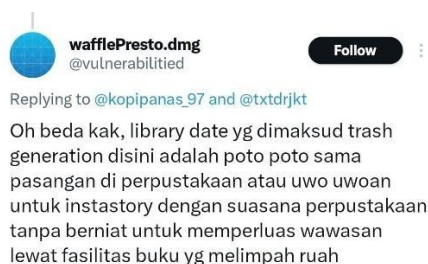 wafflePresto.dmg
Follow
@vulnerabilitied
Replying to @kopipanas_97 and @txtdrjkt
Oh beda kak, library date yg dimaksud trash
generation disini adalah poto poto sama
pasangan di perpustakaan atau uwo uwoan
untuk instastory dengan suasana perpustakaan
tanpa berniat untuk memperluas wawasan
lewat fasilitas buku yg melimpah ruah